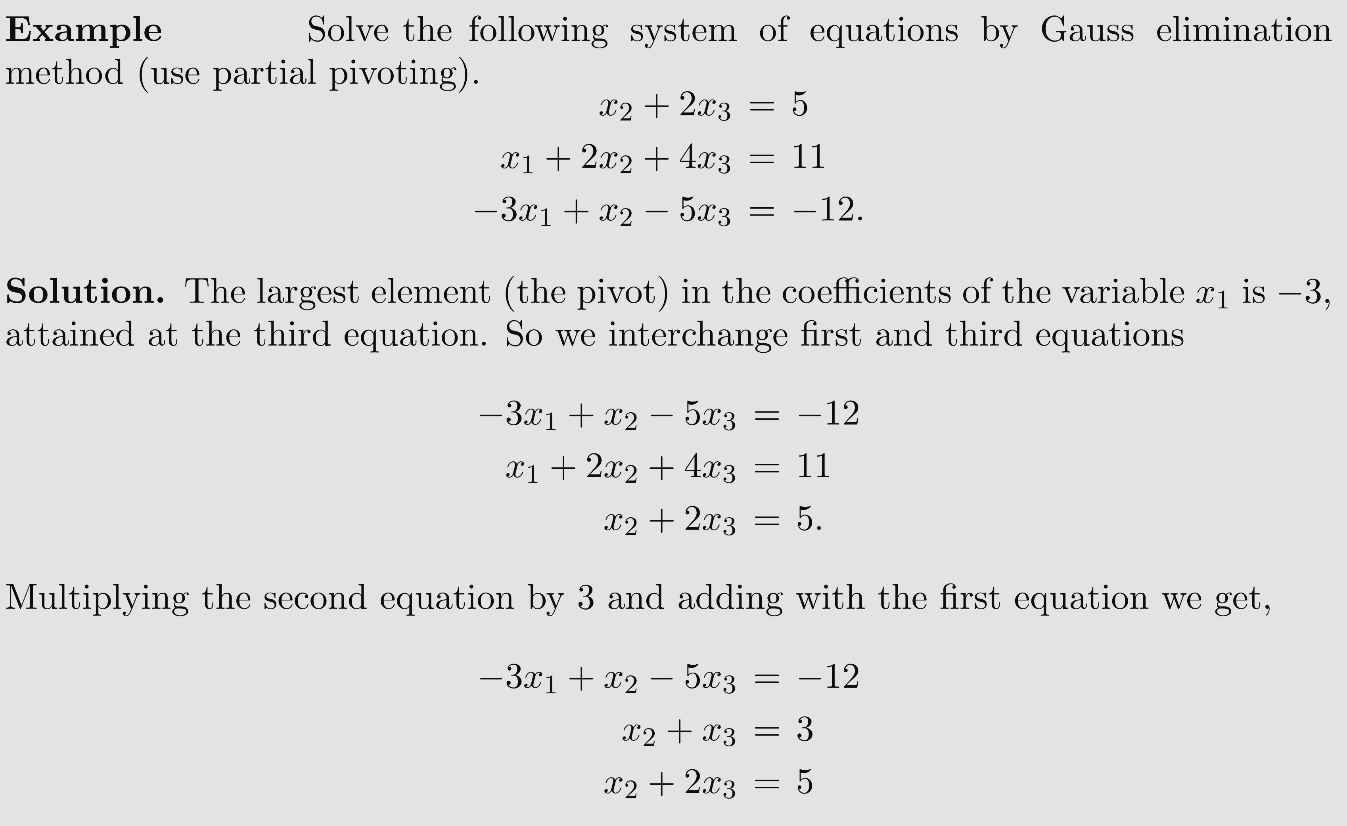 Example Solve the following system of equations by Gauss elimination
method (use partial pivoting).
x₂ + 2x₃ = 5
x₁ + 2x₂ + 4x₃ = 11
−3x₁ + x₂ − 5x₃ = −12.
Solution. The largest element (the pivot) in the coefficients of the variable x₁ is −3,
attained at the third equation. So we interchange first and third equations
−3x₁ + x₂ − 5x₃ = −12
x₁ + 2x₂ + 4x₃ = 11
x₂ + 2x₃ = 5.
Multiplying the second equation by 3 and adding with the first equation we get,
−3x₁ + x₂ − 5x₃ = −12
x₂ + x₃ = 3
x₂ + 2x₃ = 5